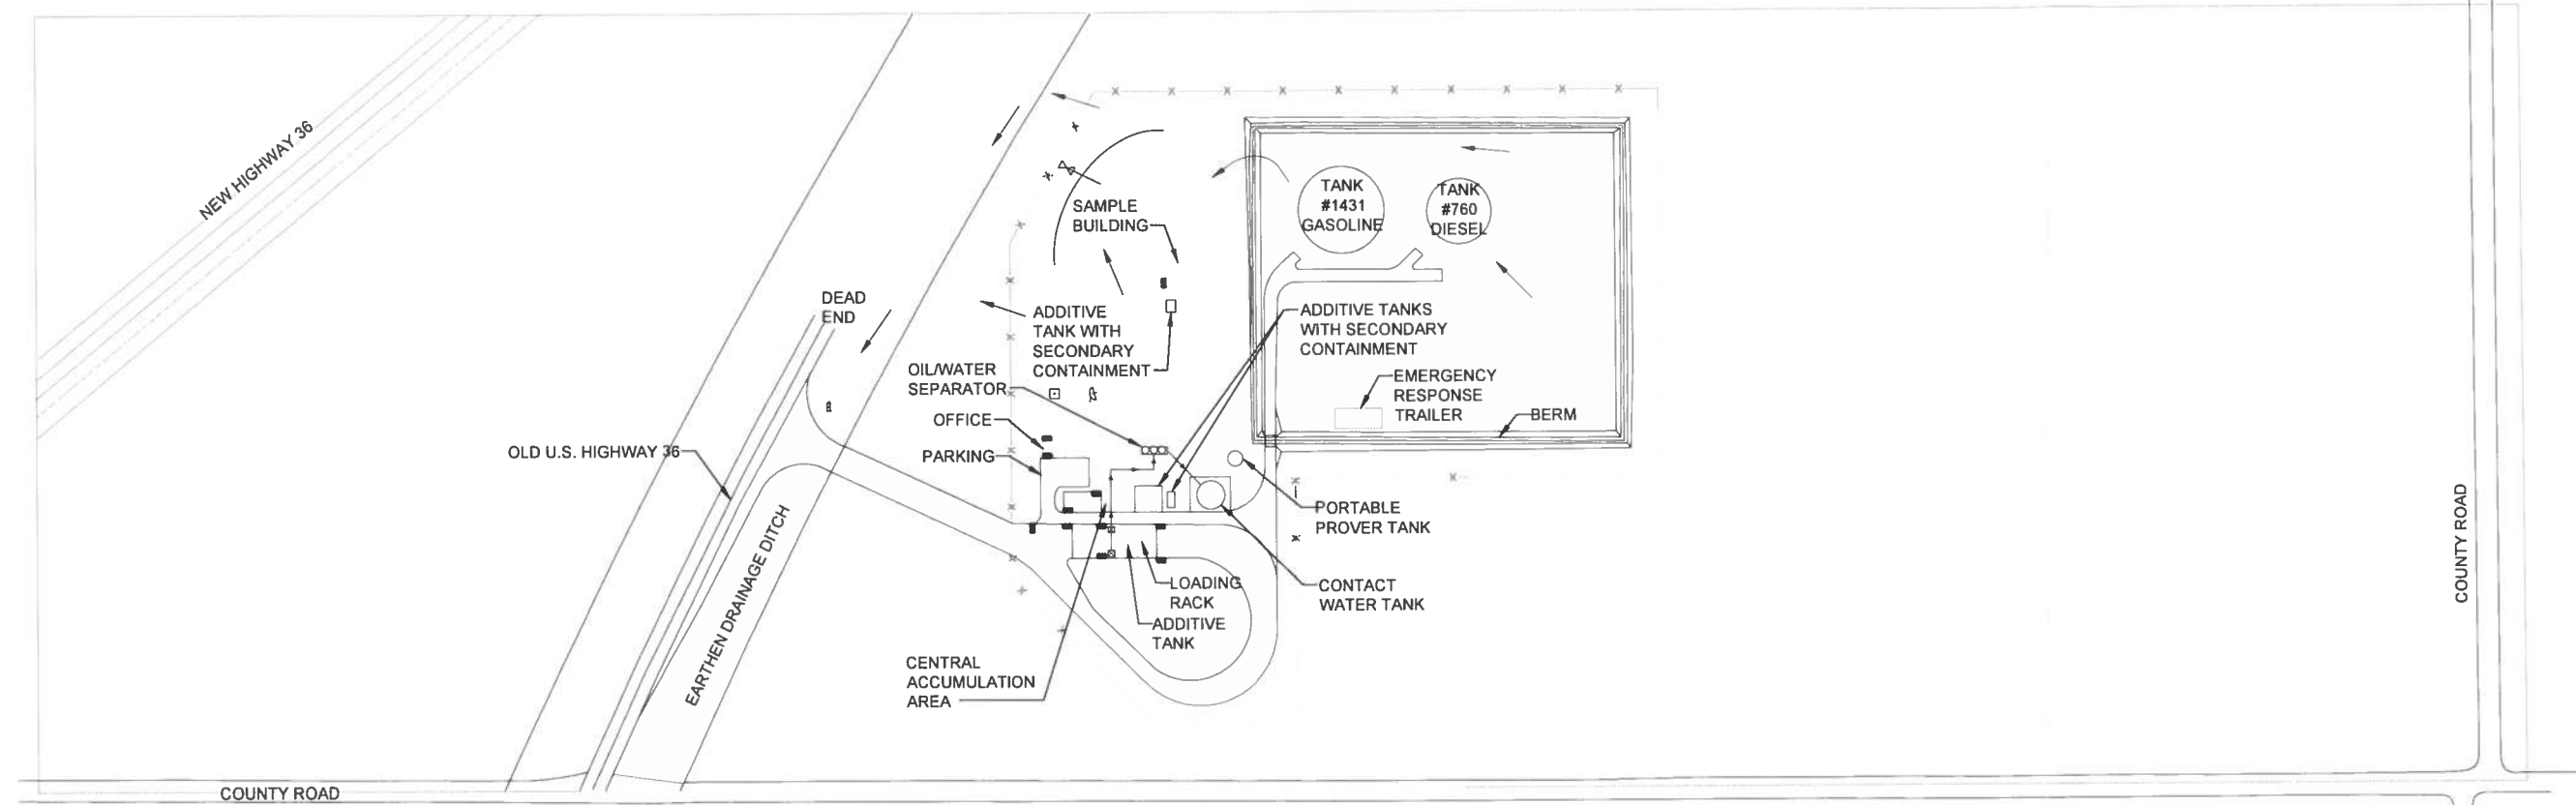 NEW HIGHWAY 36
TANK
#1431
GASOLINE
TANK
#760
DIESEL
SAMPLE
BUILDING
DEAD
END
ADDITIVE
TANK WITH
SECONDARY
CONTAINMENT
ADDITIVE TANKS
WITH SECONDARY
CONTAINMENT
OIL/WATER
SEPARATOR
EMERGENCY
RESPONSE
TRAILER
BERM
OFFICE
PARKING
OLD U.S. HIGHWAY 36
EARTHEN DRAINAGE DITCH
PORTABLE
PROVER TANK
CONTACT
WATER TANK
LOADING
RACK
ADDITIVE
TANK
CENTRAL
ACCUMULATION
AREA
COUNTY ROAD
COUNTY ROAD